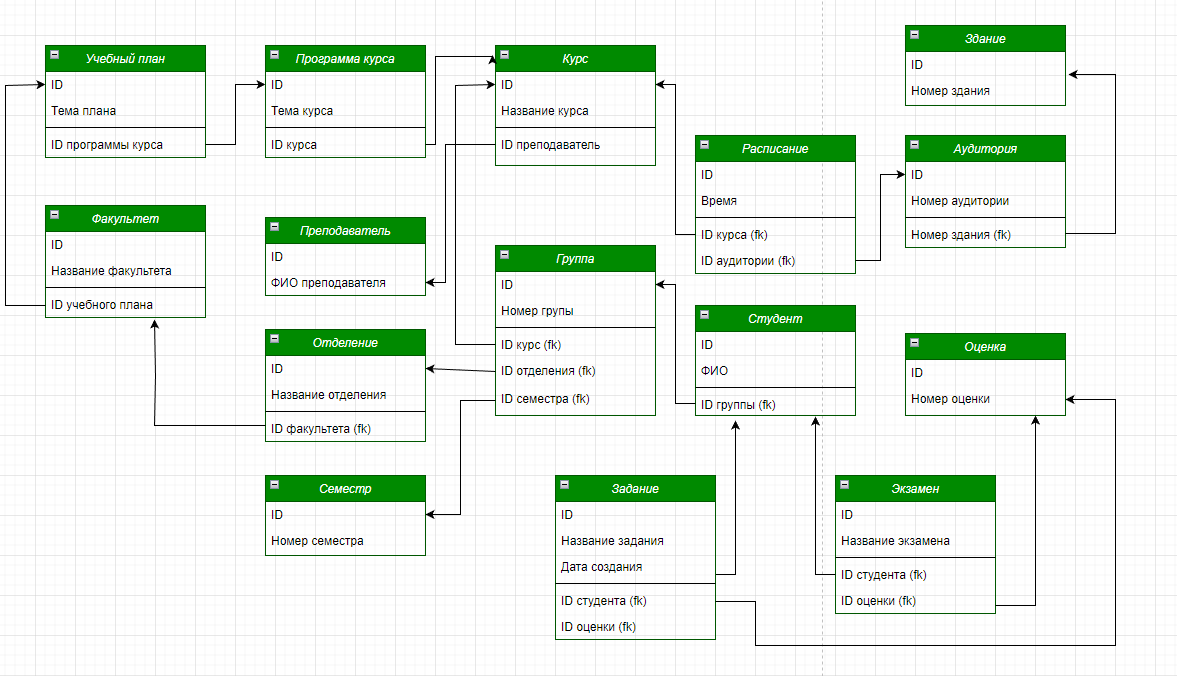 Учебный план
ID
Тема плана
ID программы курса
Программа курса
ID
Тема курса
ID курса
Курс
ID
Название курса
ID преподаватель
Здание
ID
Номер здания
Расписание
ID
Время
ID курса (fk)
ID аудитории (fk)
Аудитория
ID
Номер аудитории
Номер здания (fk)
Факультет
ID
Название факультета
ID учебного плана
Преподаватель
ID
ФИО преподавателя
Группа
ID
Номер групы
ID курс (fk)
ID отделения (fk)
ID семестра (fk)
Студент
ID
ФИО
ID группы (fk)
Оценка
ID
Номер оценки
Отделение
ID
Название отделения
ID факультета (fk)
Семестр
ID
Номер семестра
Задание
ID
Название задания
Дата создания
ID студента (fk)
ID оценки (fk)
Экзамен
ID
Название экзамена
ID студента (fk)
ID оценки (fk)